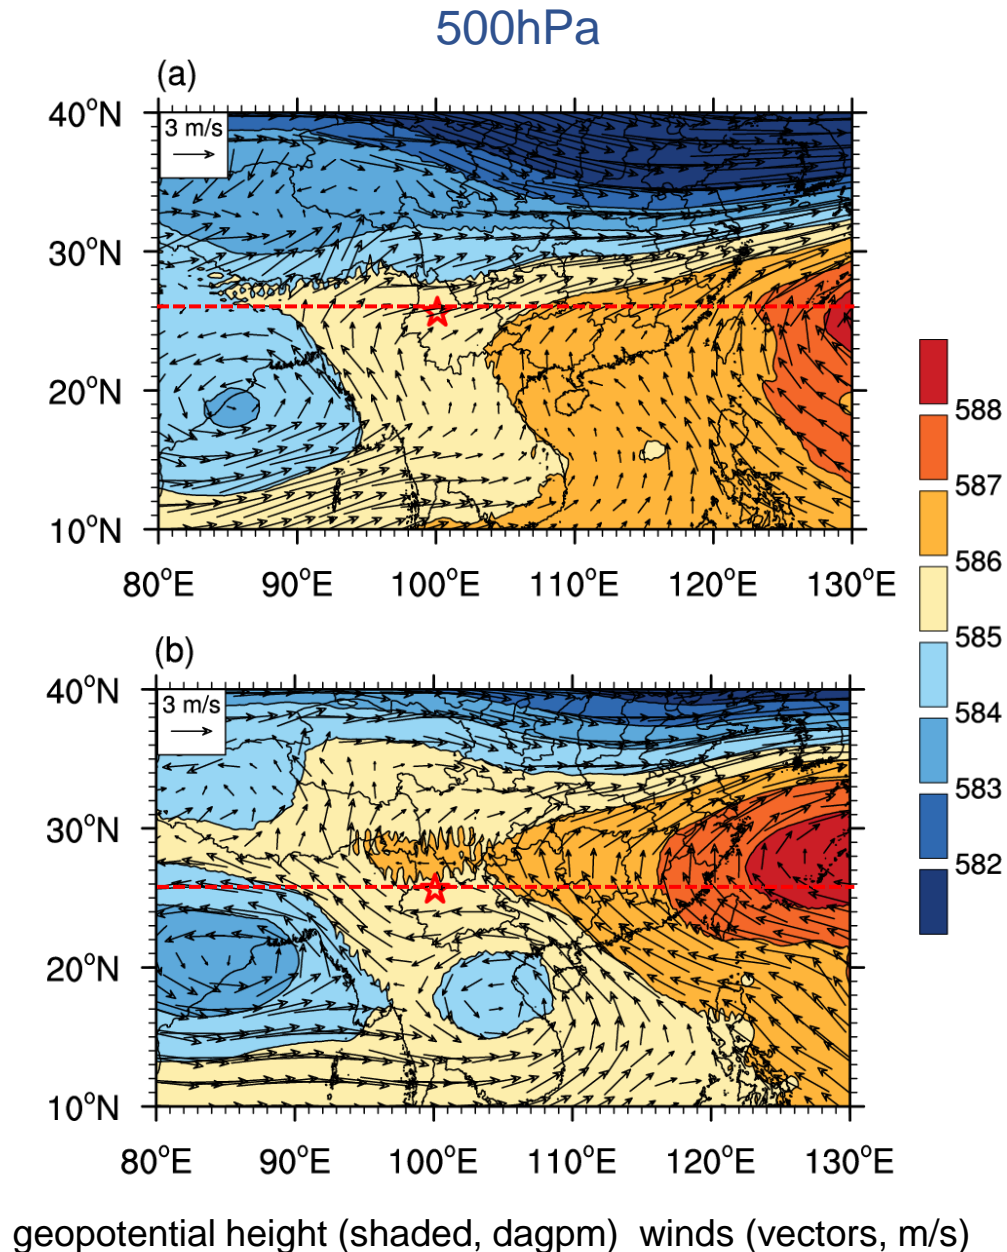 500hPa
(a)
40°N
3 m/s
30°N
20°N
10°N
80°E 90°E 100°E 110°E 120°E 130°E
588
587
586
585
584
583
582
(b)
40°N
3 m/s
30°N
20°N
10°N
80°E 90°E 100°E 110°E 120°E 130°E
geopotential height (shaded, dagpm) winds (vectors, m/s)